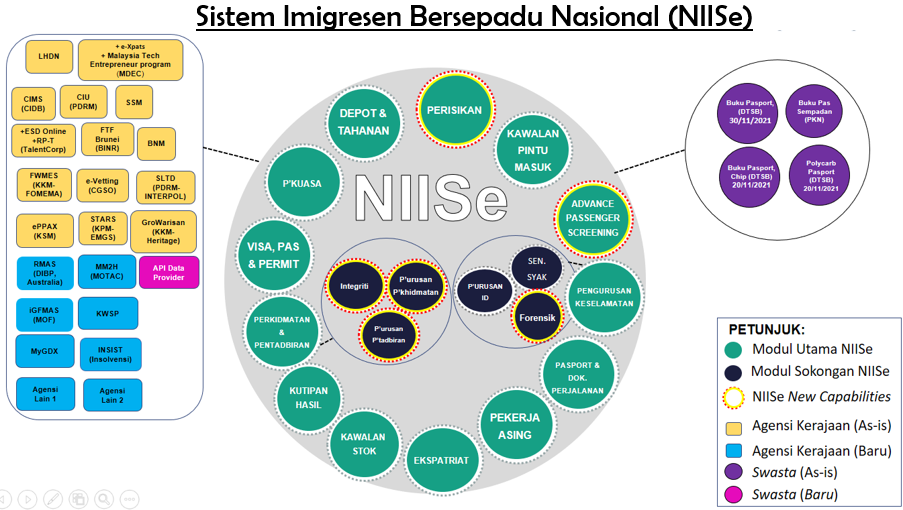 Sistem Imigresen Bersepadu Nasional (NIISe)
LHDN
+ e-Xpats
+ Malaysia Tech
Entrepreneur program
(MDEC)
CIMS
(CIDB)
CIU
(PDRM)
SSM
+ESD Online
+RP-T
(TalentCorp)
FTF
Brunei
(BINR)
BNM
FWMES
(KKM-
FOMEMA)
e-Vetting
(CGSO)
SLTD
(PDRM-
INTERPOL)
ePPAX
(KSM)
STARS
(KPM-
EMGS)
GroWarisan
(KKM-
Heritage)
RMAS
(DIBP,
Australia)
MM2H
(MOTAC)
API Data
Provider
iGFMAS
(MOF)
KWSP
MyGDX
INSIST
(Insolvensi)
Agensi
Lain 1
Agensi
Lain 2
NIISe
PERISIKAN
KAWALAN
PINTU
MASUK
ADVANCE
PASSENGER
SCREENING
PENGURUSAN
KESELAMATAN
PASPORT &
DOK.
PERJALANAN
PEKERJA
ASING
EKSPATRIAT
KAWALAN
STOK
KUTIPAN
HASIL
PERKIDMATAN
&
PENTADBIRAN
VISA, PAS
& PERMIT
P'KUASA
DEPOT &
TAHANAN
Integriti
P'urusan
P'khidmatan
P'urusan
P'tadbiran
P'URUSAN
ID
SEN.
SYAK
Forensik
Buku Pasport,
(DTSB)
30/11/2021
Buku Pas
Sempadan
(PKN)
Buku Pasport,
Chip (DTSB)
20/11/2021
Polycarb
Pasport
(DTSB)
20/11/2021
PETUNJUK:
Modul Utama NIISe
Modul Sokongan NIISe
NIISe New Capabilities
Agensi Kerajaan (As-is)
Agensi Kerajaan (Baru)
Swasta (As-is)
Swasta (Baru)